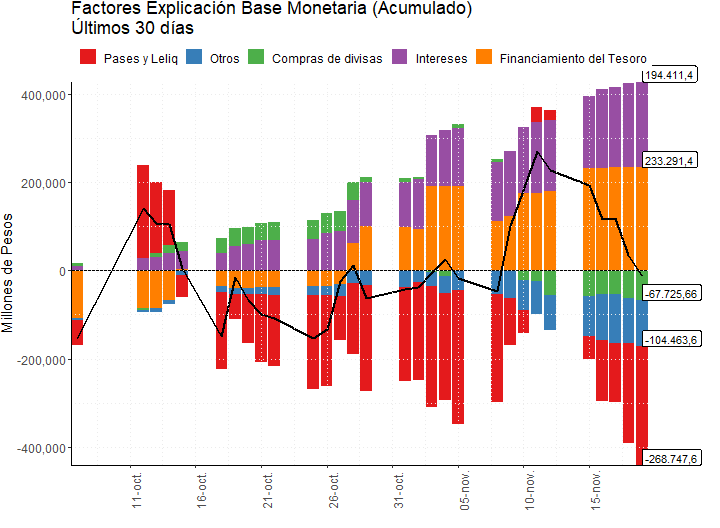 Factores Explicación Base Monetaria (Acumulado)
Últimos 30 días
Pases y Leliq Otros Compras de divisas Intereses Financiamiento del Tesoro
Millones de Pesos
400,000
200,000
0
-200,000
-400,000
194.411,4
233.291,4
-67.725,66
-104.463,6
-268.747,6
11-oct.
16-oct.
21-oct.
26-oct.
31-oct.
05-nov.
10-nov.
15-nov.